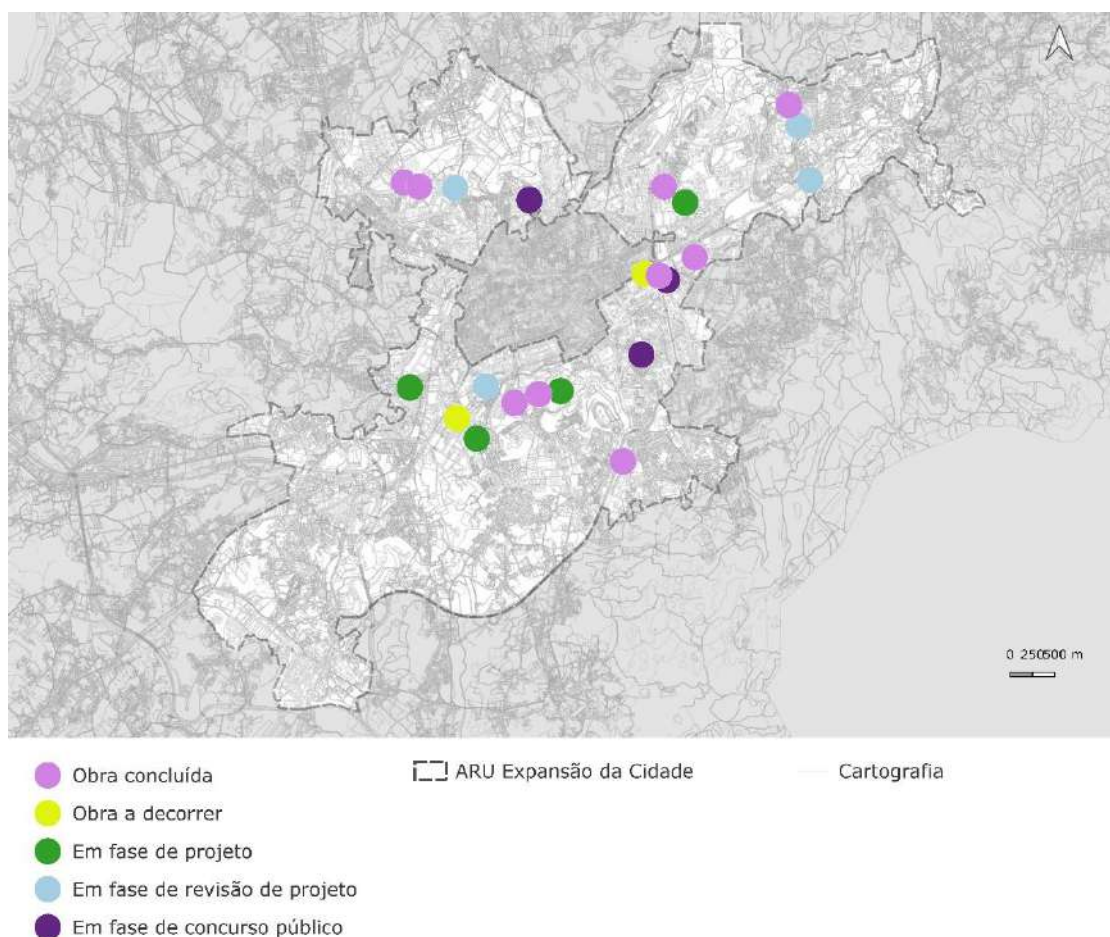 0 250500 m
Obra concluída
ARU Expansão da Cidade
Cartografia
Obra a decorrer
Em fase de projeto
Em fase de revisão de projeto
Em fase de concurso público